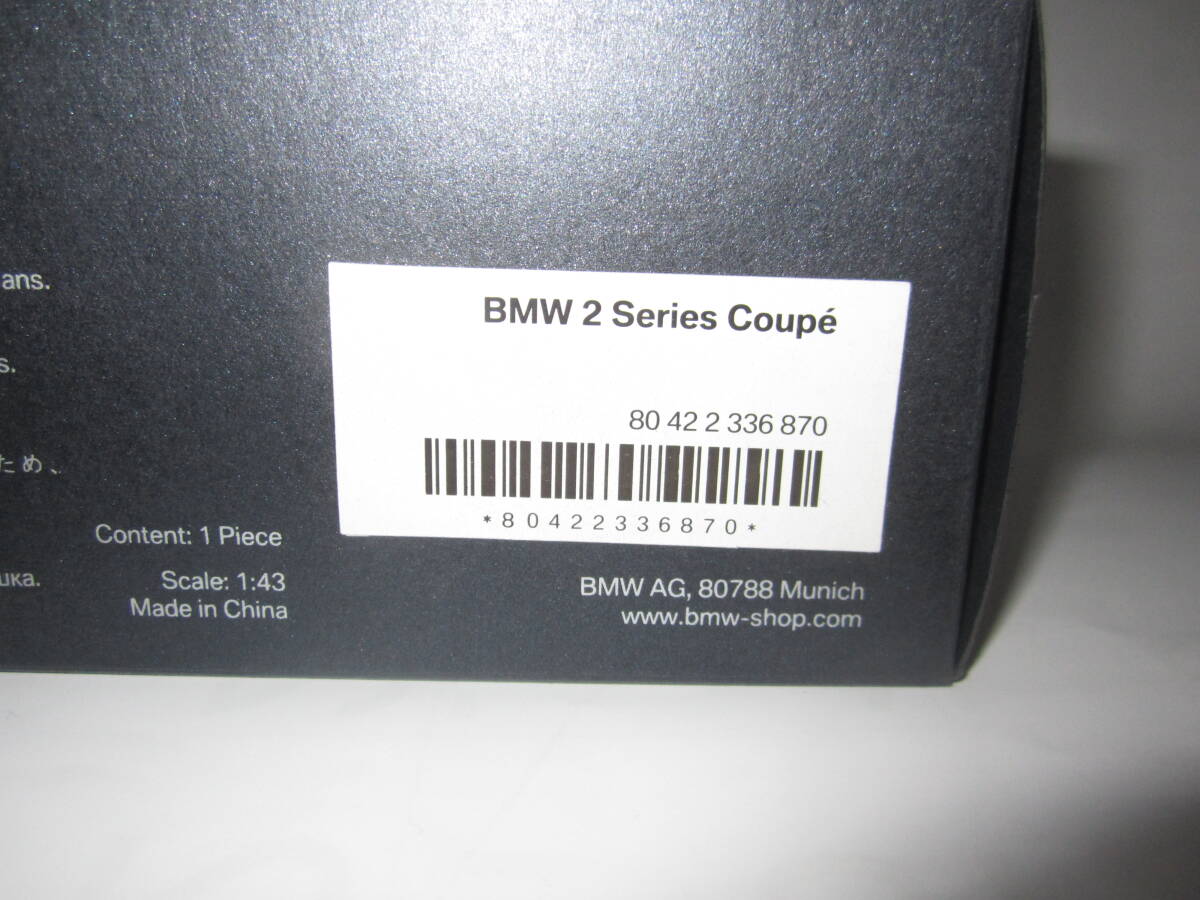 ans.
s.
ため、
uка.
Content: 1 Piece
Scale: 1:43
Made in China
BMW 2 Series Coupé
80 42 2 336 870
*80422336870*
BMW AG, 80788 Munich
www.bmw-shop.com